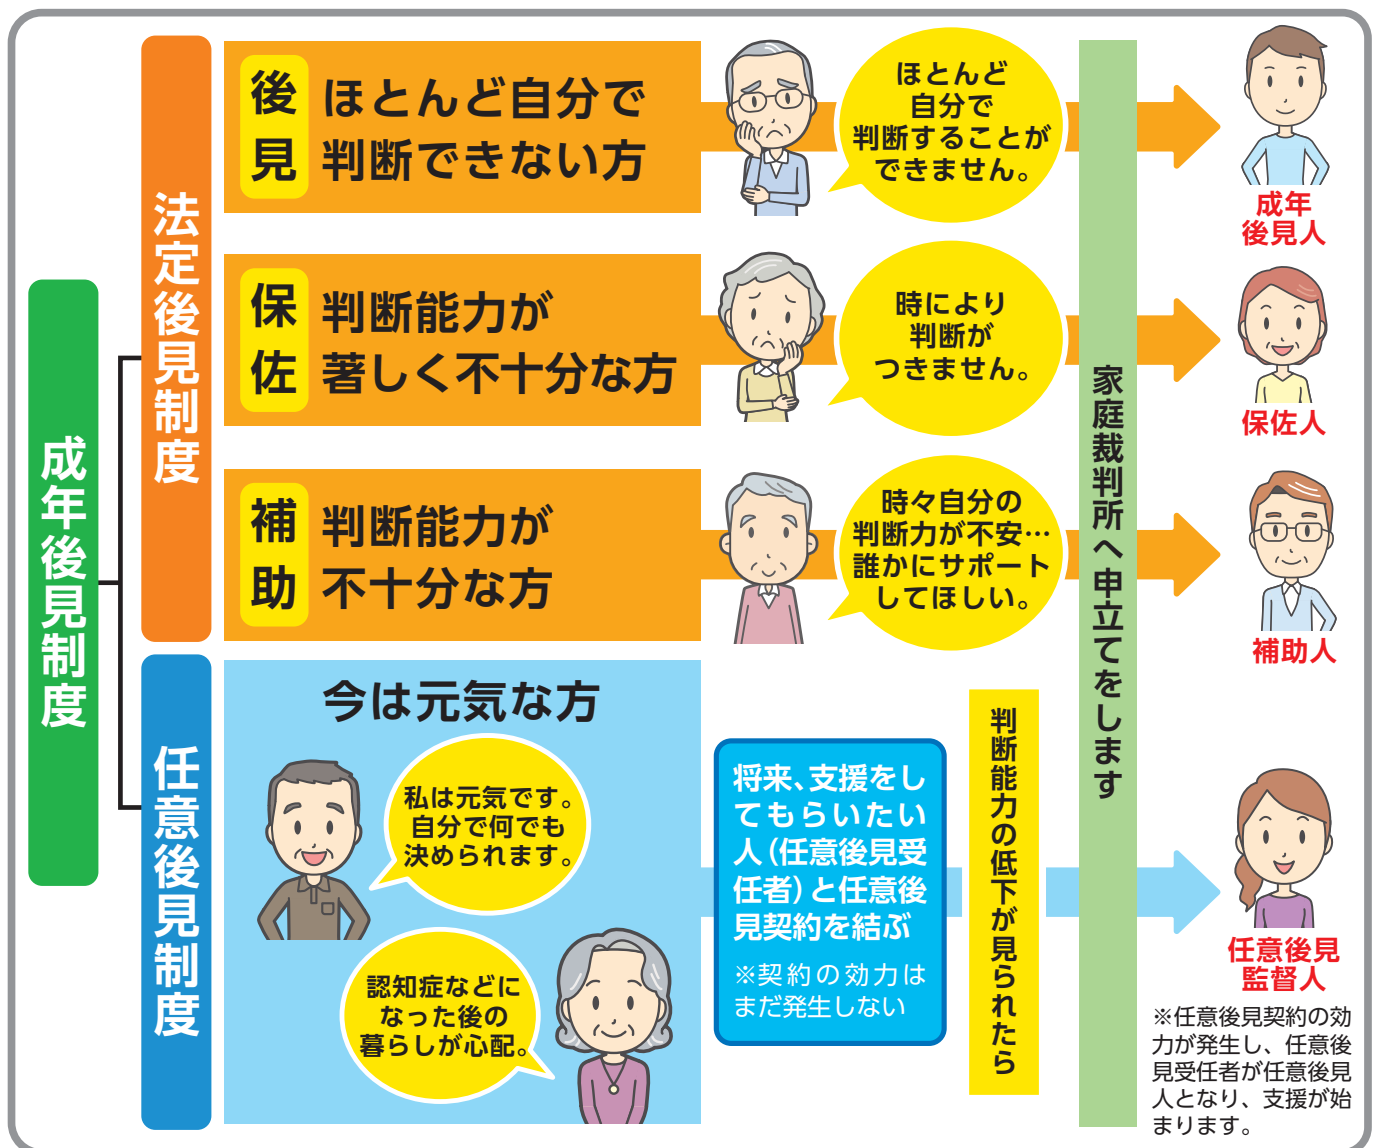 成年後見制度
法定後見制度
後見
ほとんど自分で
判断できない方
ほとんど
自分で
判断することが
できません。
成年
後見人
保佐
判断能力が
著しく不十分な方
時により
判断が
つきません。
保佐人
補助
判断能力が
不十分な方
時々自分の
判断力が不安…
誰かにサポート
してほしい。
補助人
家庭裁判所へ申立てをします
任意後見制度
今は元気な方
私は元気です。
自分で何でも
決められます。
認知症などに
なった後の
暮らしが心配。
将来、支援をし
てもらいたい
人（任意後見受
任者）と任意後
見契約を結ぶ
※契約の効力は
まだ発生しない
判断能力の低下が見られたら
任意後見
監督人
※任意後見契約の効
力が発生し、任意後
見受任者が任意後見
人となり、支援が始
まります。